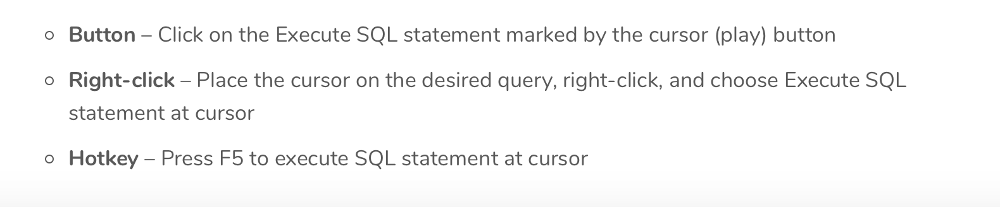 Button – Click on the Execute SQL statement marked by the cursor (play) button
Right-click – Place the cursor on the desired query, right-click, and choose Execute SQL
statement at cursor
Hotkey – Press F5 to execute SQL statement at cursor